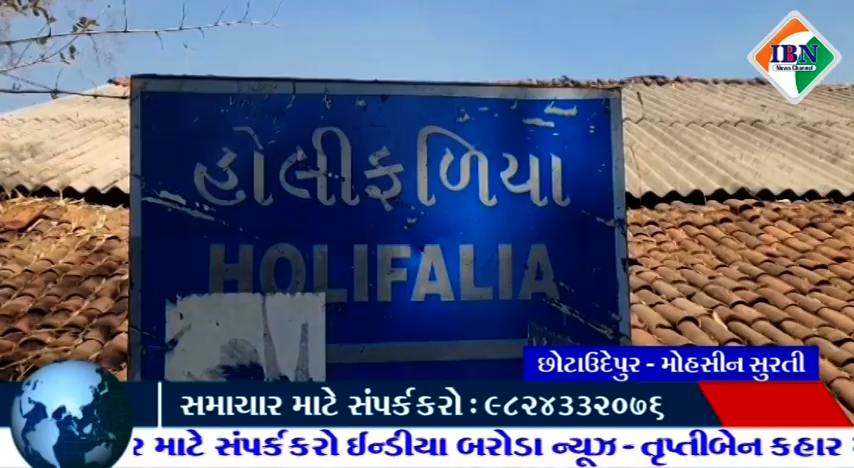 IBN
News Channel
હોલીફળિયા
HOLIFALIA
છોટાઉદેપુર - મોહસીન સુરતી
સમાચાર માટે સંપર્ક કરો : ૯૮૨૪૩૩૨૦૭૬
માટે સંપર્ક કરો ઈન્ડીયા બરોડા ન્યૂઝ - તૃપ્તીબેન કહાર